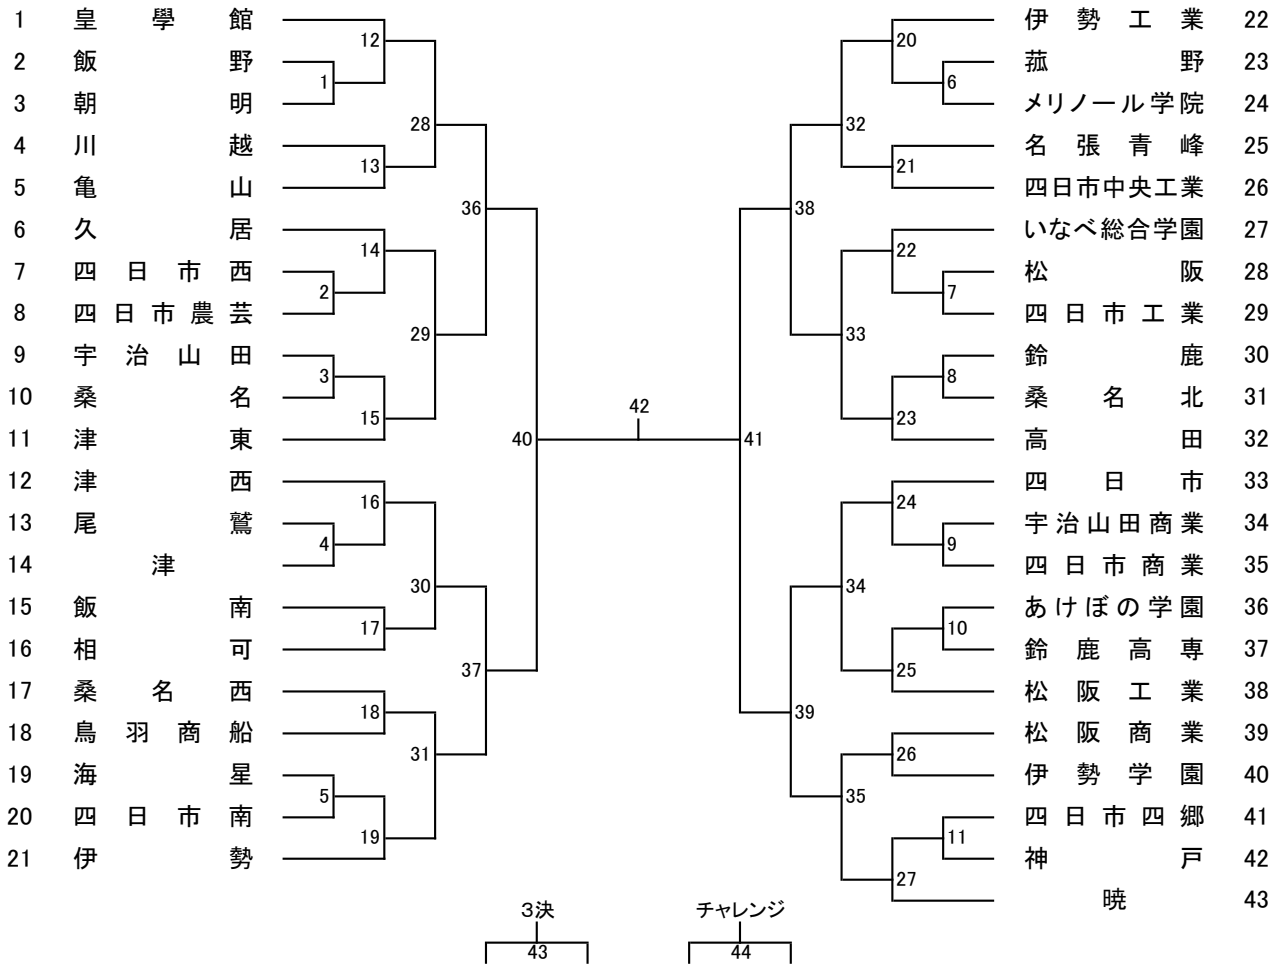 1 皇學館
2 飯野
3 朝明
4 川越
5 亀山
6 久居
7 四日市西
8 四日市農芸
9 宇治山田
10 桑名
11 津東
12 津西
13 尾鷲
14 津
15 飯南
16 相可
17 桑名西
18 鳥羽商船
19 海星
20 四日市南
21 伊勢
12
1
28
13
36
14
2
29
3
15
40
16
4
30
17
37
18
31
5
19
42
20
6
32
21
38
22
7
33
8
23
41
24
9
34
10
25
39
26
35
11
27
伊勢工業 22
菰野 23
メリノール学院 24
名張青峰 25
四日市中央工業 26
いなべ総合学園 27
松阪 28
四日市工業 29
鈴鹿 30
桑名北 31
高田 32
四日市 33
宇治山田商業 34
四日市商業 35
あけぼの学園 36
鈴鹿高専 37
松阪工業 38
松阪商業 39
伊勢学園 40
四日市四郷 41
神戸 42
暁 43
3決
43
チャレンジ
44